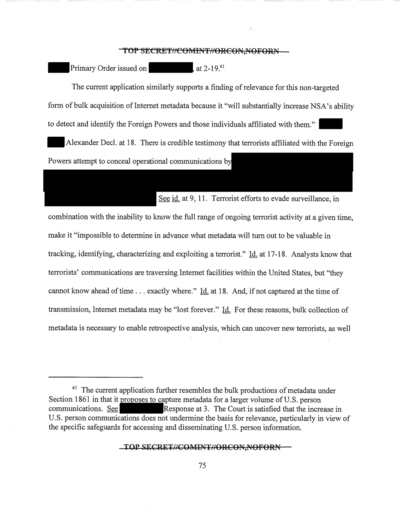 TOP SECRET//COMINT//ORCON,NOFORN
Primary Order issued on , at 2-19.61
The current application similarly supports a finding of relevance for this non-targeted
form of bulk acquisition of Internet metadata because it "will substantially increase NSA's ability
to detect and identify the Foreign Powers and those individuals affiliated with them."
Alexander Decl. at 18. There is credible testimony that terrorists affiliated with the Foreign
Powers attempt to conceal operational communications by
See id. at 9, 11. Terrorist efforts to evade surveillance, in
combination with the inability to know the full range of ongoing terrorist activity at a given time,
make it "impossible to determine in advance what metadata will turn out to be valuable in
tracking, identifying, characterizing and exploiting a terrorist." Id. at 17-18. Analysts know that
terrorists' communications are traversing Internet facilities within the United States, but "they
cannot know ahead of time . . . exactly where." Id. at 18. And, if not captured at the time of
transmission, Internet metadata may be "lost forever." Id. For these reasons, bulk collection of
metadata is necessary to enable retrospective analysis, which can uncover new terrorists, as well
61 The current application further resembles the bulk productions of metadata under
Section 1861 in that it proposes to capture metadata for a larger volume of U.S. person
communications. See Response at 3. The Court is satisfied that the increase in
U.S. person communications does not undermine the basis for relevance, particularly in view of
the specific safeguards for accessing and disseminating U.S. person information.
TOP SECRET//COMINT//ORCON,NOFORN
75